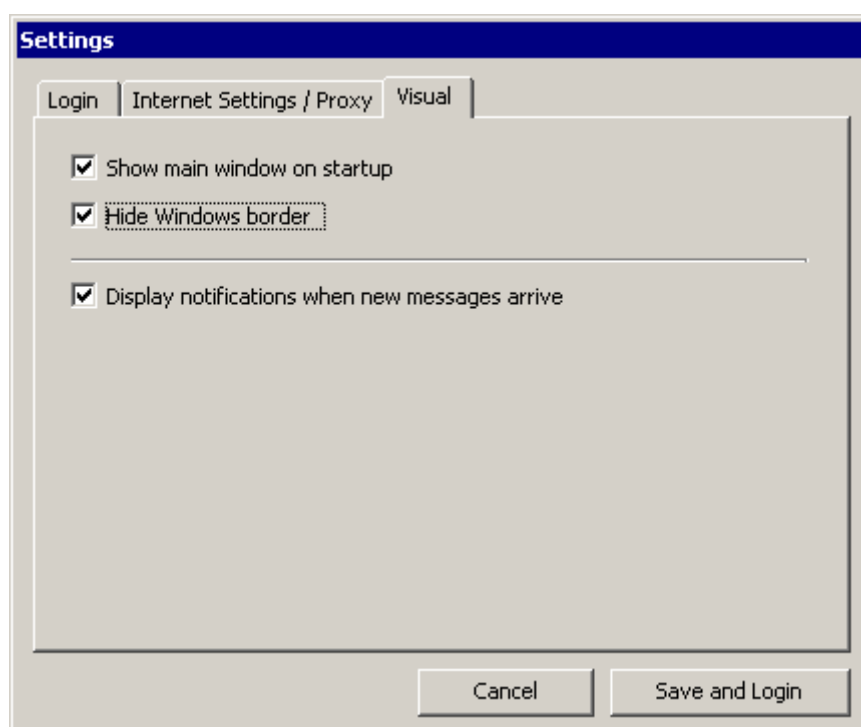 Settings
Login Internet Settings / Proxy Visual
Show main window on startup
Hide Windows border
Display notifications when new messages arrive
Cancel Save and Login